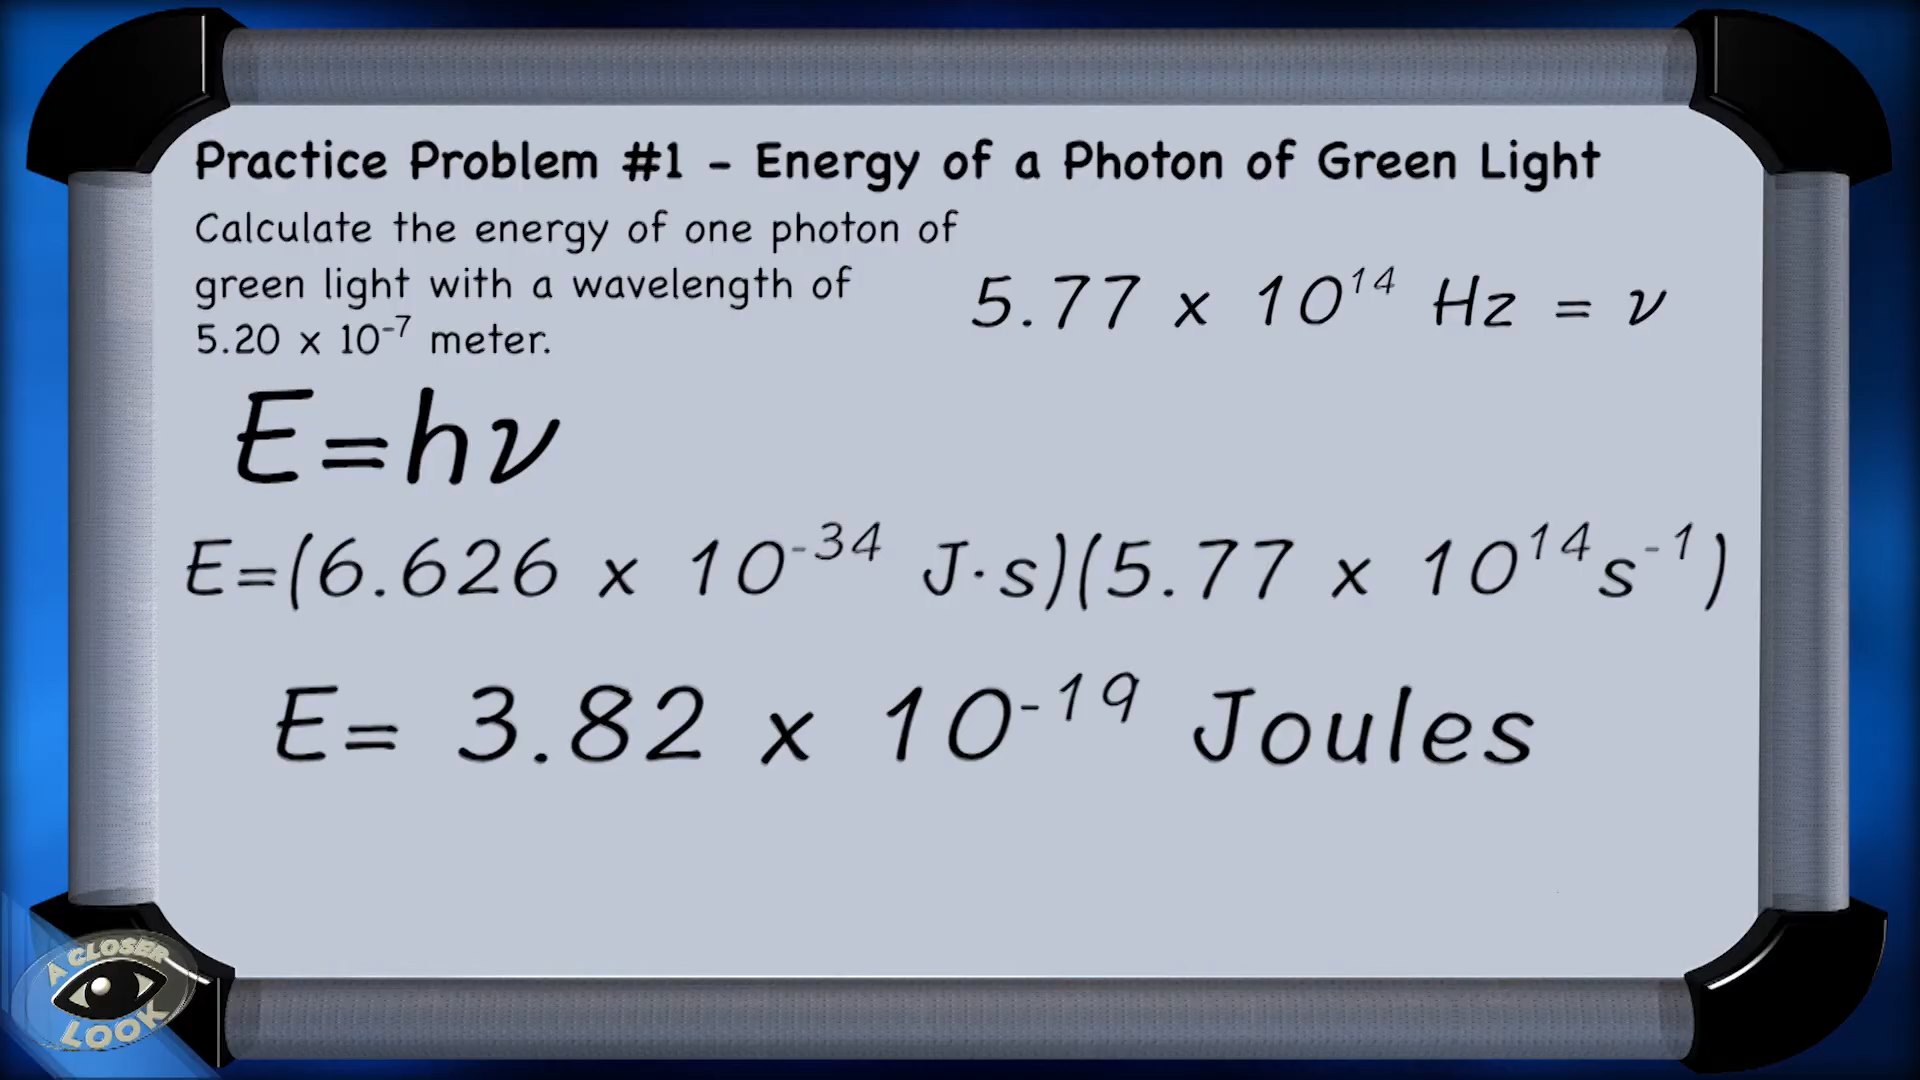 Practice Problem #1 - Energy of a Photon of Green Light
Calculate the energy of one photon of
green light with a wavelength of
5.20 x 10⁻⁷ meter.
5.77 x 10¹⁴ Hz = ν
E=hν
E=(6.626 x 10⁻³⁴ J·s)(5.77 x 10¹⁴s⁻¹)
E= 3.82 x 10⁻¹⁹ Joules
A CLOSER
LOOK